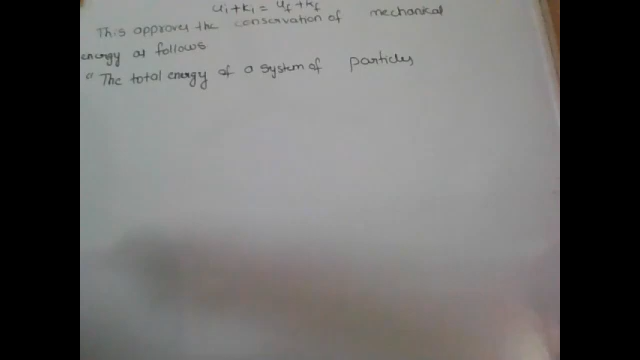 ui + ki = uf + kf
This approves the conservation of mechanical
energy as follows
" The total energy of a system of particles